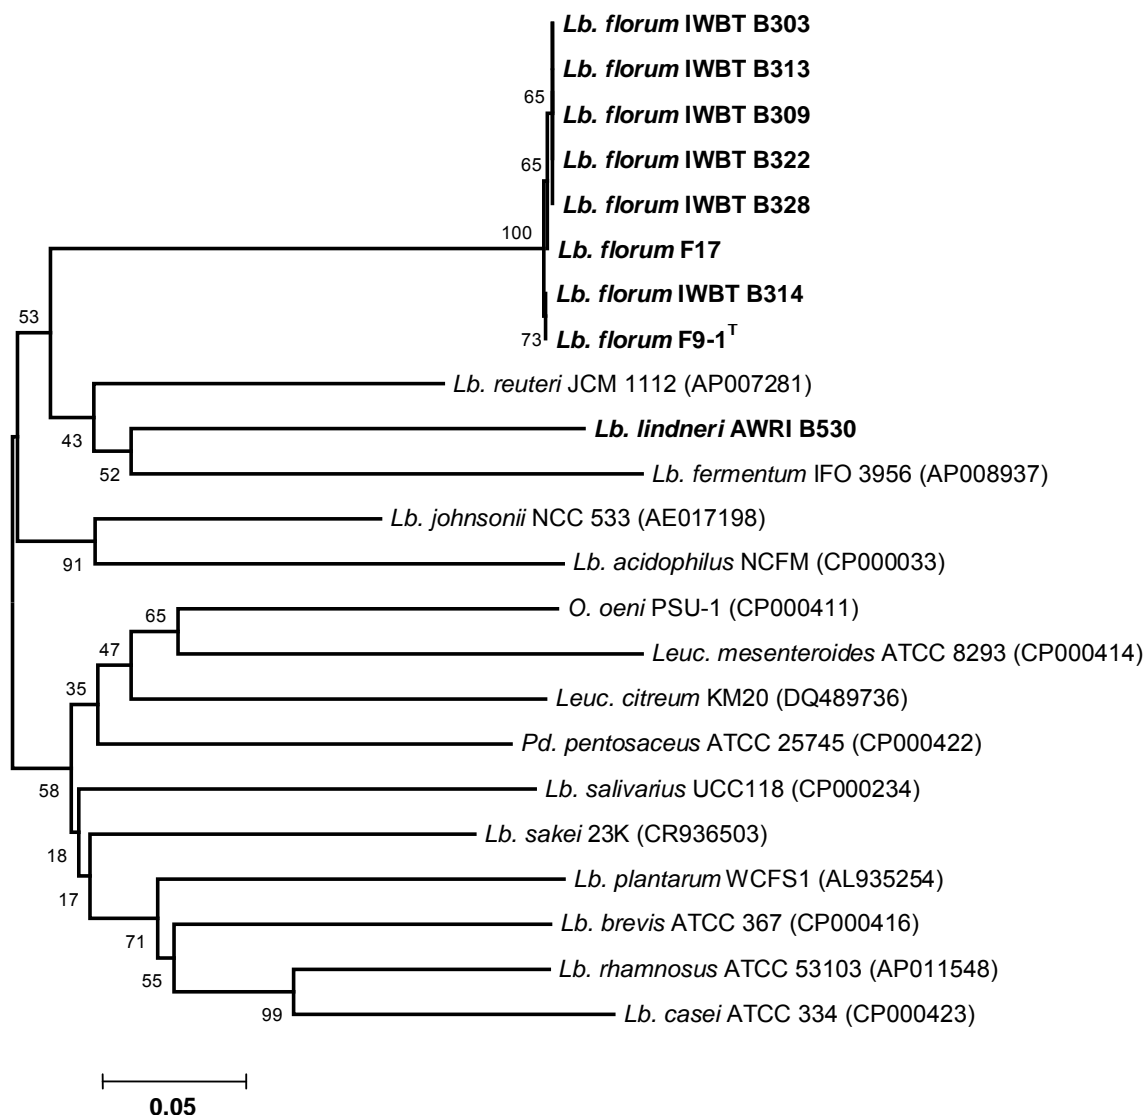 Lb. florum IWBT B303
Lb. florum IWBT B313
65
Lb. florum IWBT B309
Lb. florum IWBT B322
65
Lb. florum IWBT B328
100
Lb. florum F17
Lb. florum IWBT B314
53
73
Lb. florum F9-1T
Lb. reuteri JCM 1112 (AP007281)
Lb. lindneri AWRI B530
43
Lb. fermentum IFO 3956 (AP008937)
52
Lb. johnsonii NCC 533 (AE017198)
91
Lb. acidophilus NCFM (CP000033)
O. oeni PSU-1 (CP000411)
65
Leuc. mesenteroides ATCC 8293 (CP000414)
47
35
Leuc. citreum KM20 (DQ489736)
Pd. pentosaceus ATCC 25745 (CP000422)
58
Lb. salivarius UCC118 (CP000234)
Lb. sakei 23K (CR936503)
18
Lb. plantarum WCFS1 (AL935254)
17
Lb. brevis ATCC 367 (CP000416)
71
Lb. rhamnosus ATCC 53103 (AP011548)
55
Lb. casei ATCC 334 (CP000423)
99
0.05